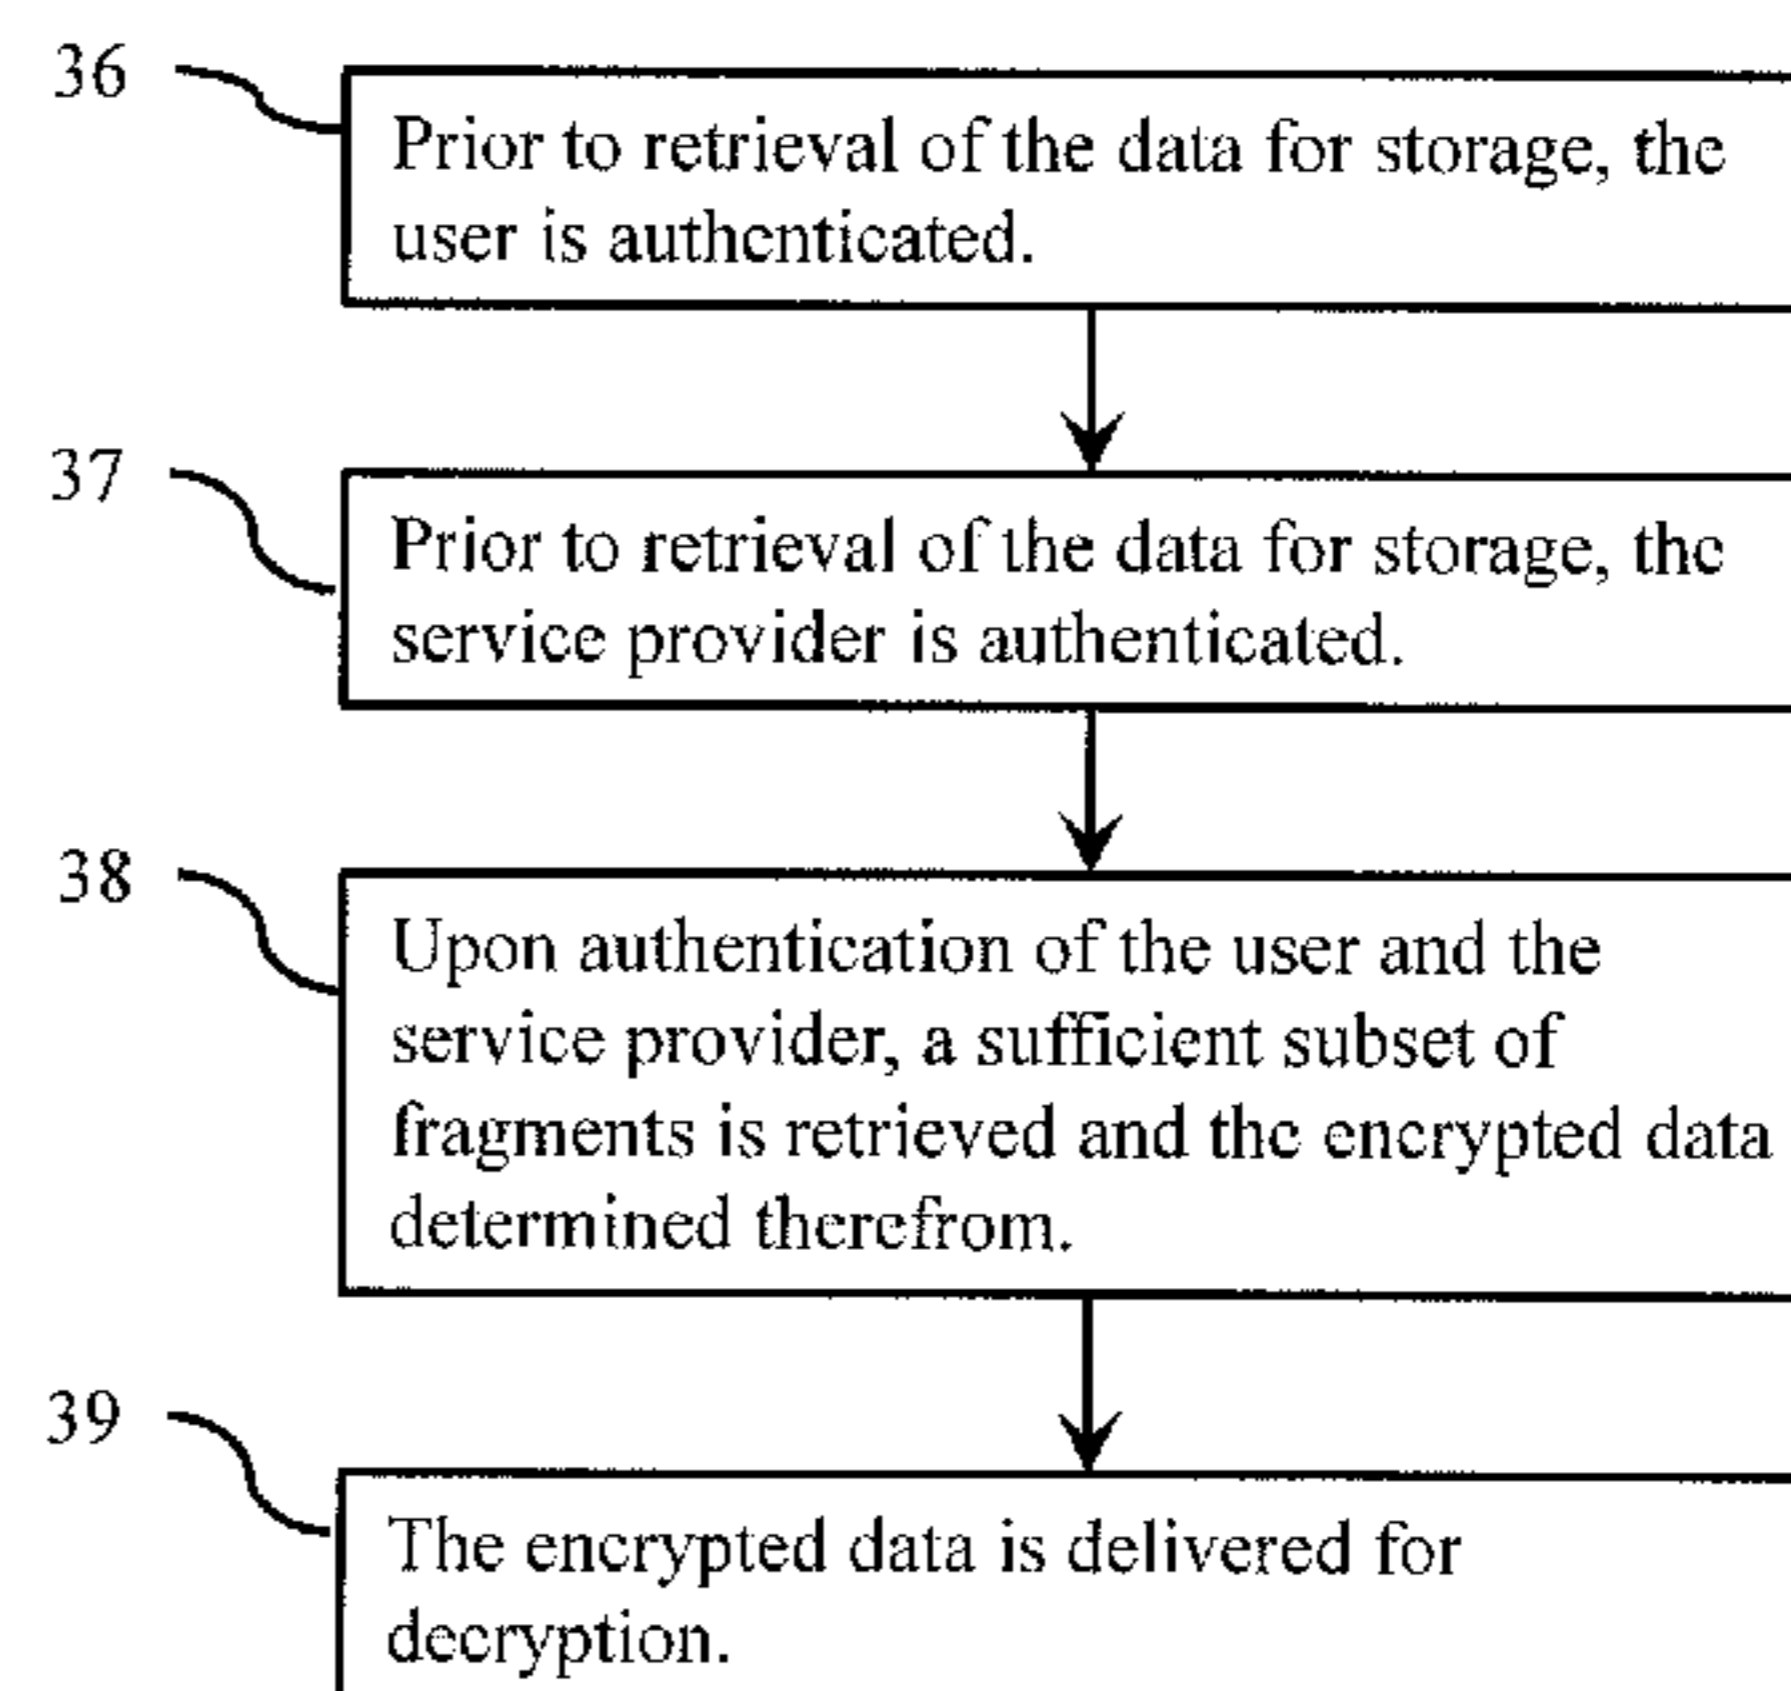 36
Prior to retrieval of the data for storage, the
user is authenticated.
37
Prior to retrieval of the data for storage, the
service provider is authenticated.
38
Upon authentication of the user and the
service provider, a sufficient subset of
fragments is retrieved and the encrypted data
determined therefrom.
39
The encrypted data is delivered for
decryption.